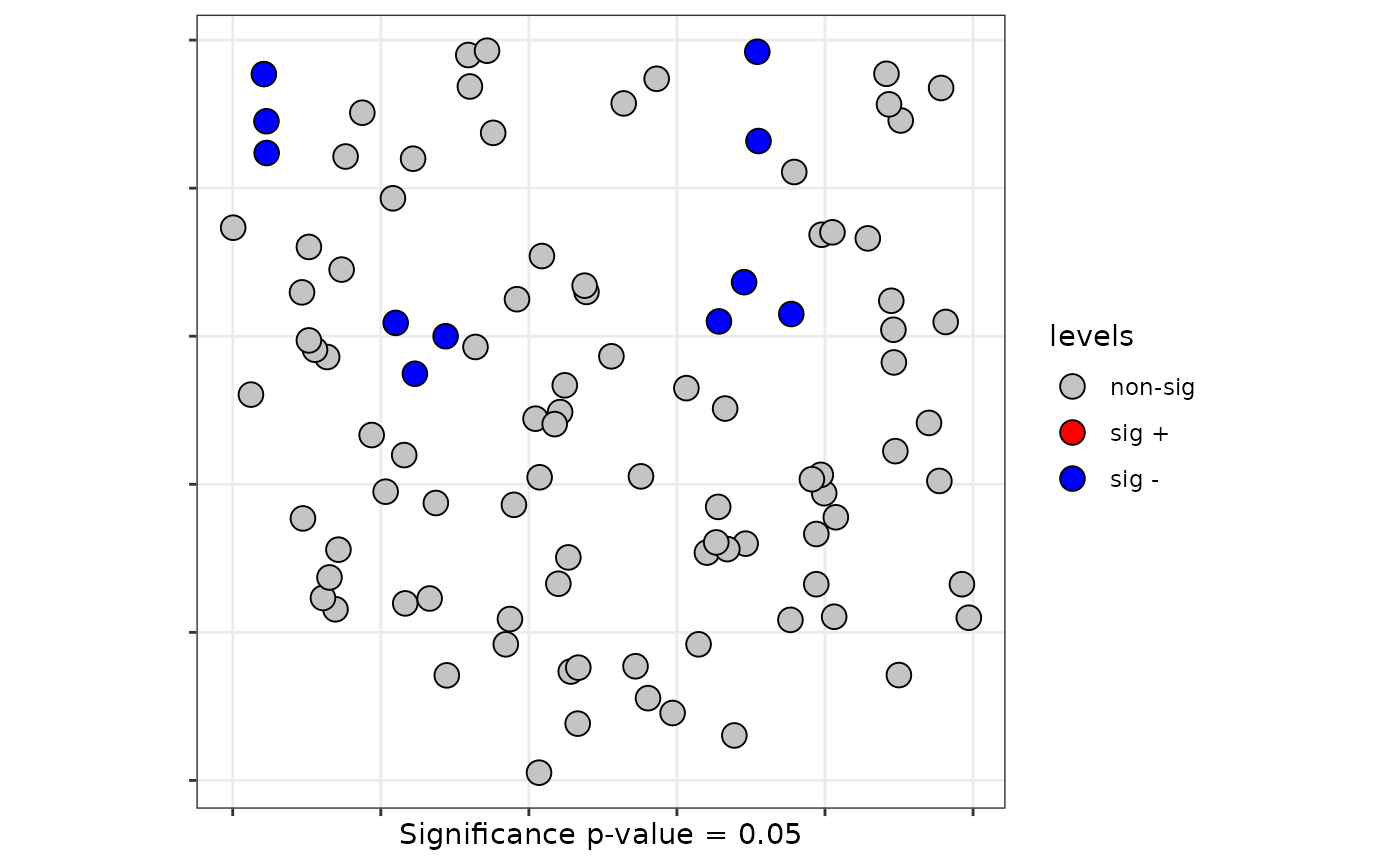 levels
non-sig
sig +
sig -
Significance p-value = 0.05